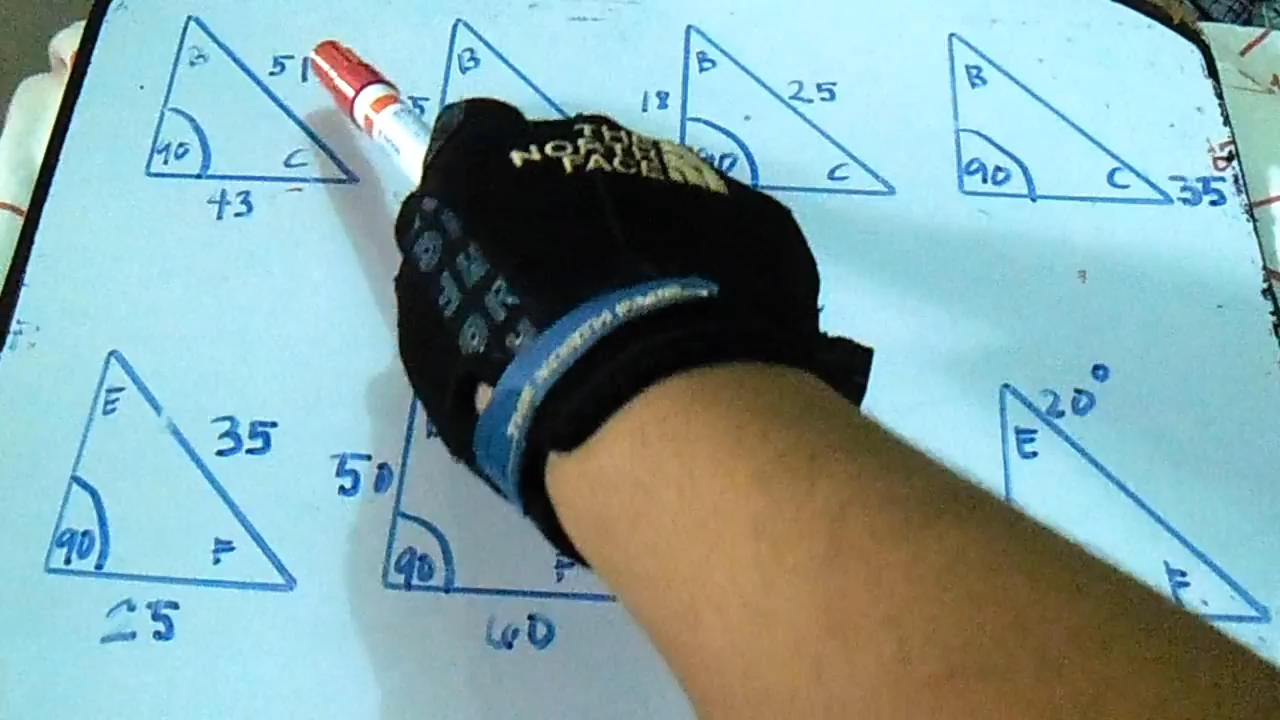 B 51
90 C
43
B
5
18 B 25
90 C
B
90 C 35
THE
NORTH
FACE
E 35
90 F
25
50
90 F
60
20°
E
F